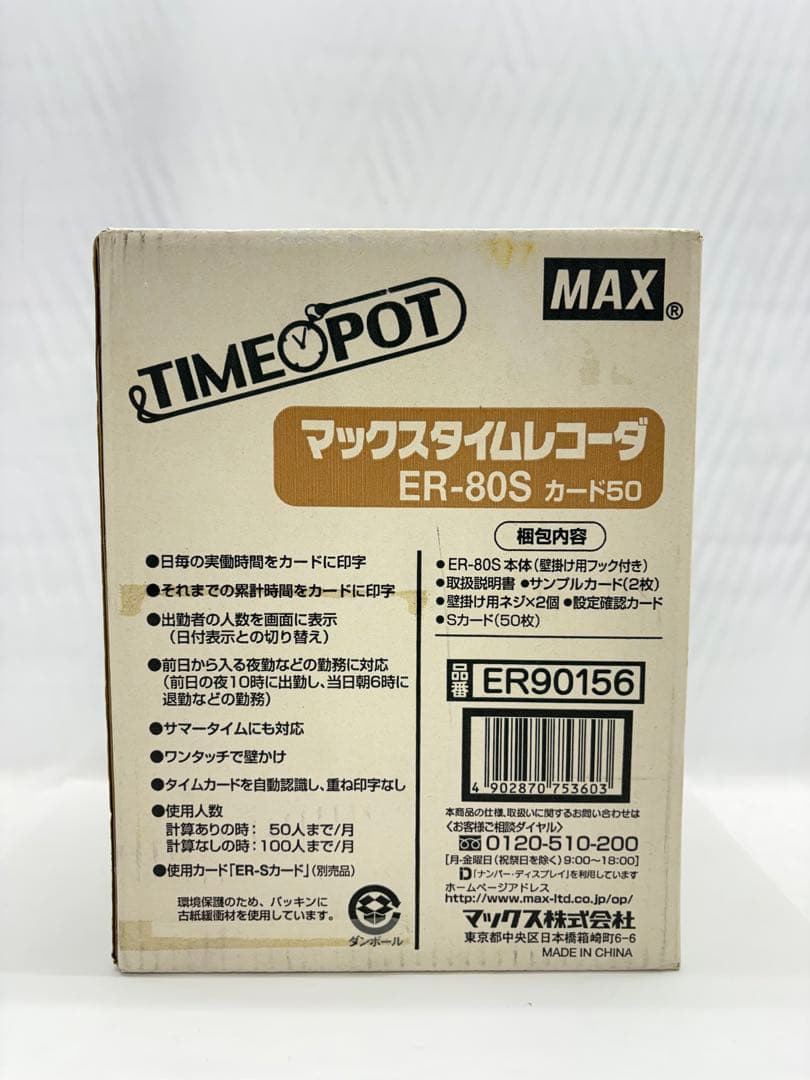 TIMEPOT
MAX®
マックスタイムレコーダ
ER-80S カード50
●日毎の実働時間をカードに印字
●それまでの累計時間をカードに印字
●出勤者の人数を画面に表示
(日付表示との切り替え)
●前日から入る夜勤などの勤務に対応
(前日の夜10時に出勤し、当日朝6時に
退勤などの勤務)
●サマータイムにも対応
●ワンタッチで壁かけ
●タイムカードを自動認識し、重ね印字なし
●使用人数
計算ありの時: 50人まで/月
計算なしの時: 100人まで/月
●使用カード「ER-Sカード」(別売品)
環境保護のため、パッキンに
古紙緩衝材を使用しています。
ダンボール
梱包内容
●ER-80S 本体(壁掛け用フック付き)
●取扱説明書 ●サンプルカード(2枚)
●壁掛け用ネジ×2個 ●設定確認カード
●Sカード(50枚)
品番 ER90156
4 902870 753603
本商品の仕様、取扱いに関するお問い合わせは
〈お客様ご相談ダイヤル〉
0120-510-200
[月-金曜日(祝祭日を除く)9:00〜18:00]
D「ナンバー・ディスプレイ」を利用しています
ホームページアドレス
http://www.max-ltd.co.jp/op/
マックス株式会社
東京都中央区日本橋箱崎町6-6
MADE IN CHINA